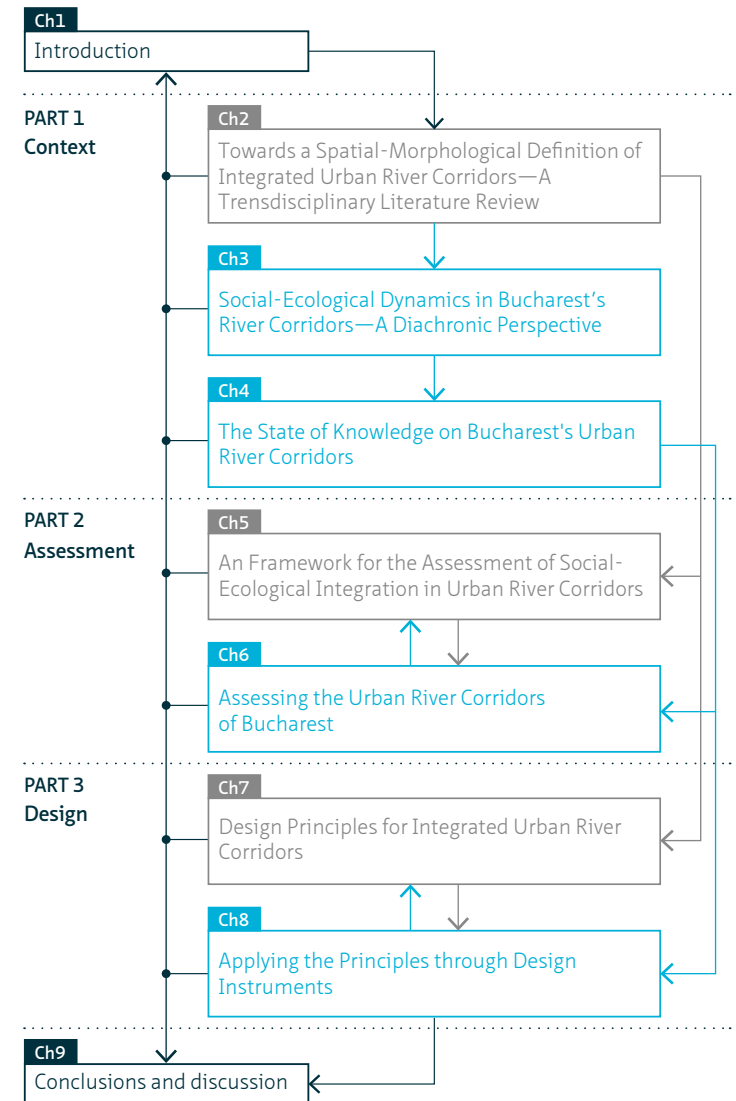 Ch1
Introduction
PART 1
Context
Ch2
Towards a Spatial-Morphological Definition of
Integrated Urban River Corridors—A
Trensdisciplinary Literature Review
Ch3
Social-Ecological Dynamics in Bucharest’s
River Corridors—A Diachronic Perspective
Ch4
The State of Knowledge on Bucharest's Urban
River Corridors
PART 2
Assessment
Ch5
An Framework for the Assessment of Social-
Ecological Integration in Urban River Corridors
Ch6
Assessing the Urban River Corridors
of Bucharest
PART 3
Design
Ch7
Design Principles for Integrated Urban River
Corridors
Ch8
Applying the Principles through Design
Instruments
Ch9
Conclusions and discussion